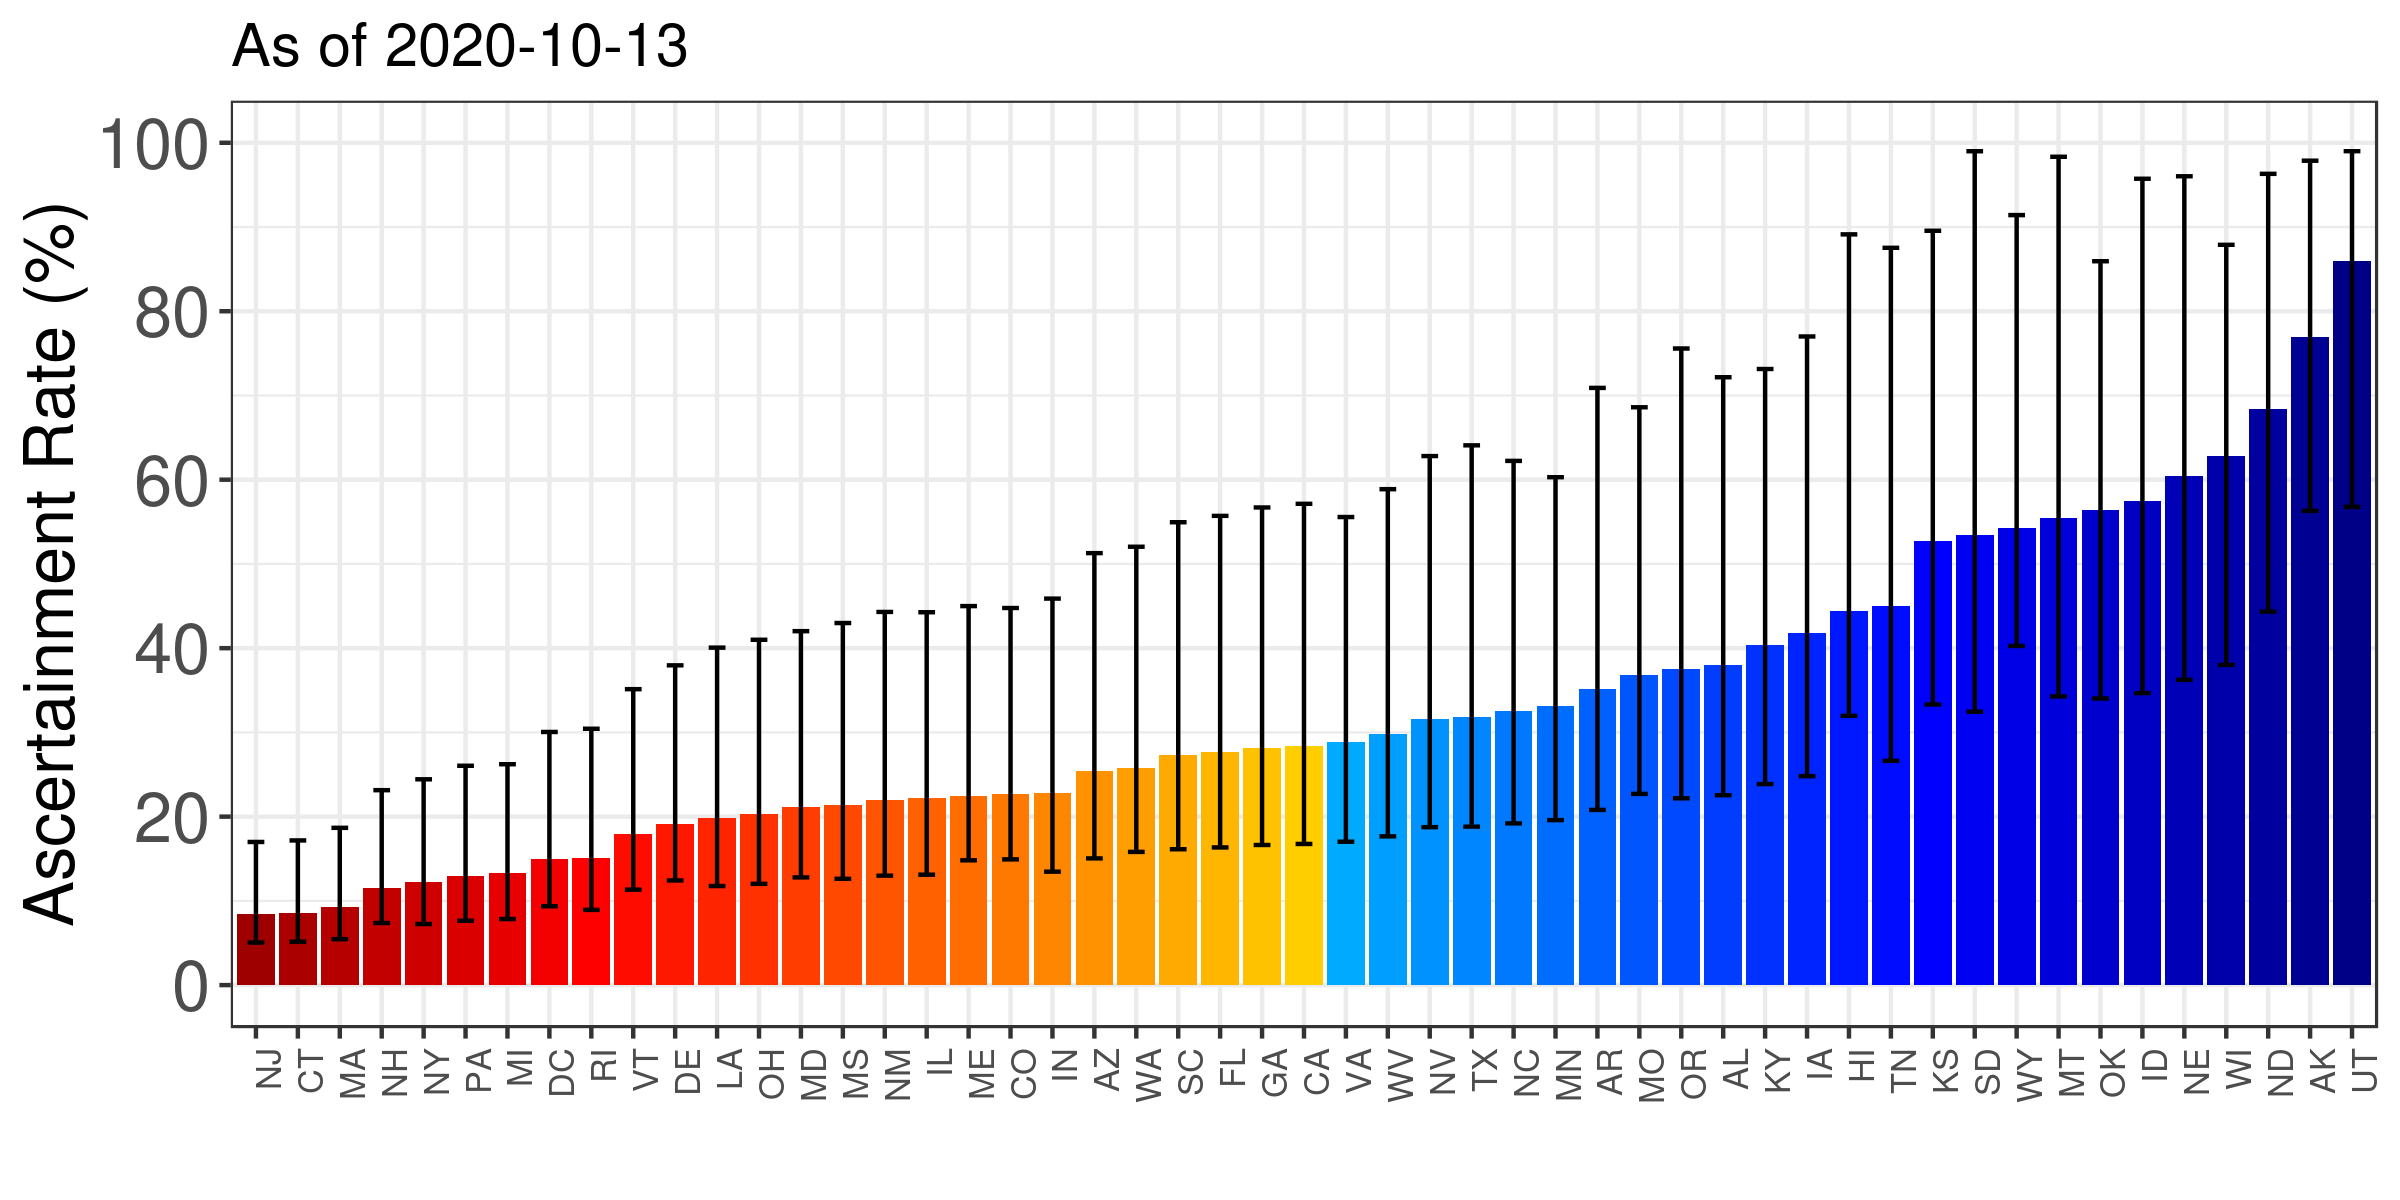 As of 2020-10-13
Ascertainment Rate (%)
100
80
60
40
20
0
NJ CT MA NH NY PA MI DC RI VT DE LA OH MD MS NM IL ME CO IN AZ WA SC FL GA CA VA WV NV TX NC MN AR MO OR AL KY IA HI TN KS SD WY MT OK ID NE WI ND AK UT